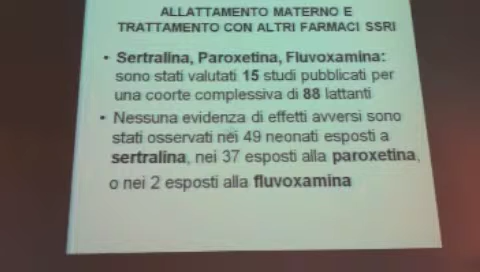 ALLATTAMENTO MATERNO E
TRATTAMENTO CON ALTRI FARMACI SSRI
• Sertralina, Paroxetina, Fluvoxamina:
sono stati valutati 15 studi pubblicati per
una coorte complessiva di 88 lattanti
• Nessuna evidenza di effetti avversi sono
stati osservati nei 49 neonati esposti a
sertralina, nei 37 esposti alla paroxetina,
o nei 2 esposti alla fluvoxamina